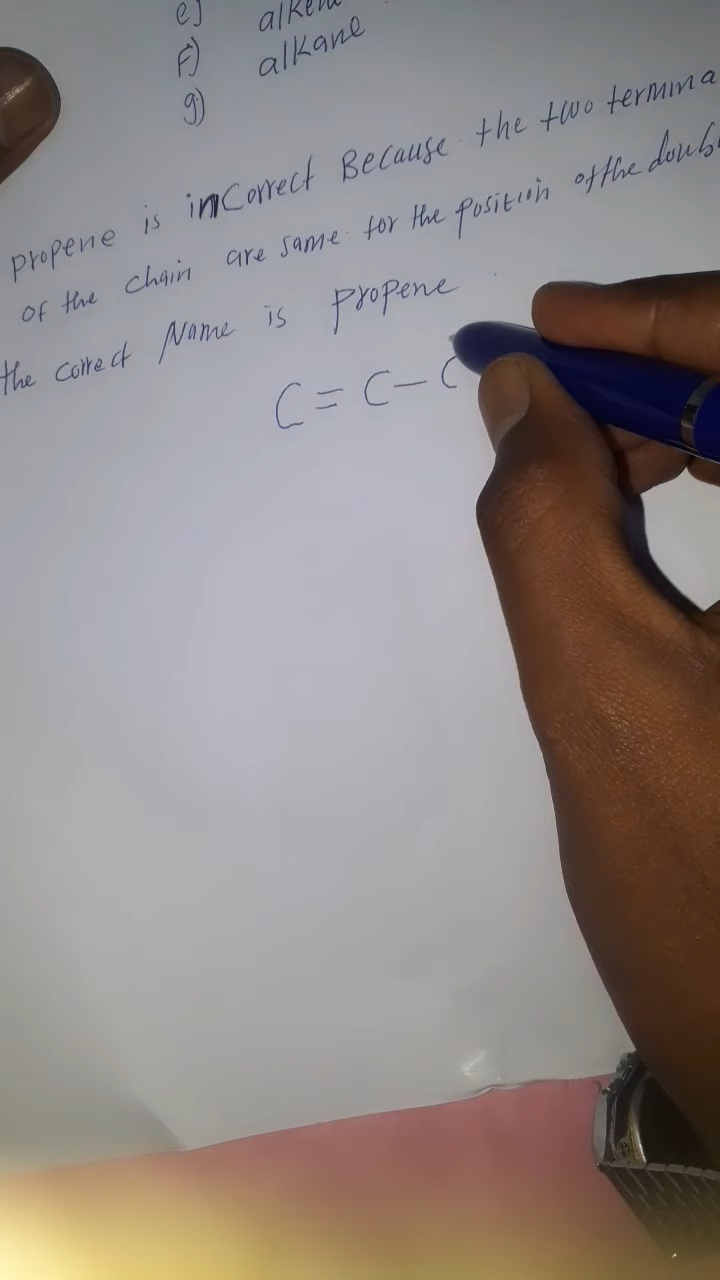 e) alken
f) alkane
g)
propene is incorrect Because the two termina
of the chain are same for the position of the doub
the correct Name is propene
C = C - C